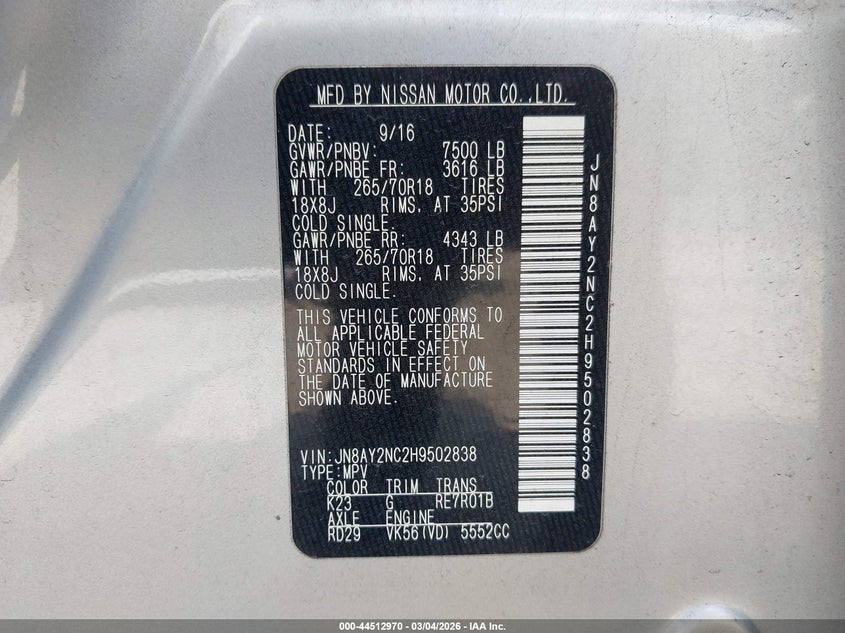 MFD BY NISSAN MOTOR CO.,LTD.
DATE: 9/16
GVWR/PNBV: 7500 LB
GAWR/PNBE FR: 3616 LB
WITH 265/70R18 TIRES
18X8J RIMS, AT 35PSI
COLD SINGLE.
GAWR/PNBE RR: 4343 LB
WITH 265/70R18 TIRES
18X8J RIMS, AT 35PSI
COLD SINGLE.
THIS VEHICLE CONFORMS TO
ALL APPLICABLE FEDERAL
MOTOR VEHICLE SAFETY
STANDARDS IN EFFECT ON
THE DATE OF MANUFACTURE
SHOWN ABOVE.
VIN:JN8AY2NC2H9502838
TYPE:MPV
COLOR TRIM TRANS
K23 G RE7R01B
AXLE ENGINE
RD29 VK56(VD) 5552CC
JN8AY2NC2H9502838
000-44512970 - 03/04/2026 - IAA Inc.